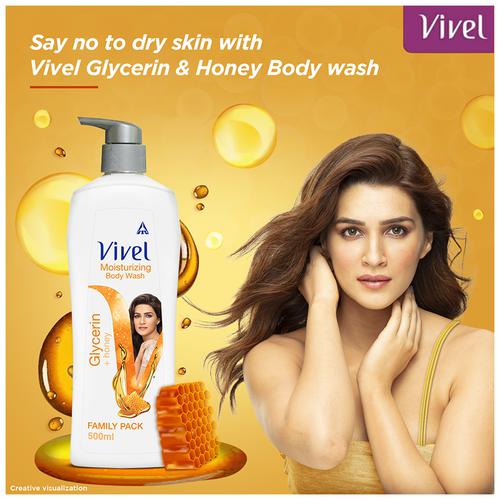 Vivel
Say no to dry skin with
Vivel Glycerin & Honey Body wash
Vivel
Moisturizing
Body Wash
Glycerin
+ honey
FAMILY PACK
500ml
Creative visualization